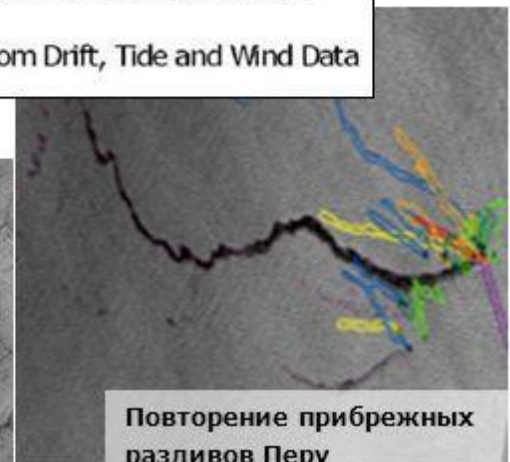 om Drift, Tide and Wind Data
Повторение прибрежных
разливов Перу